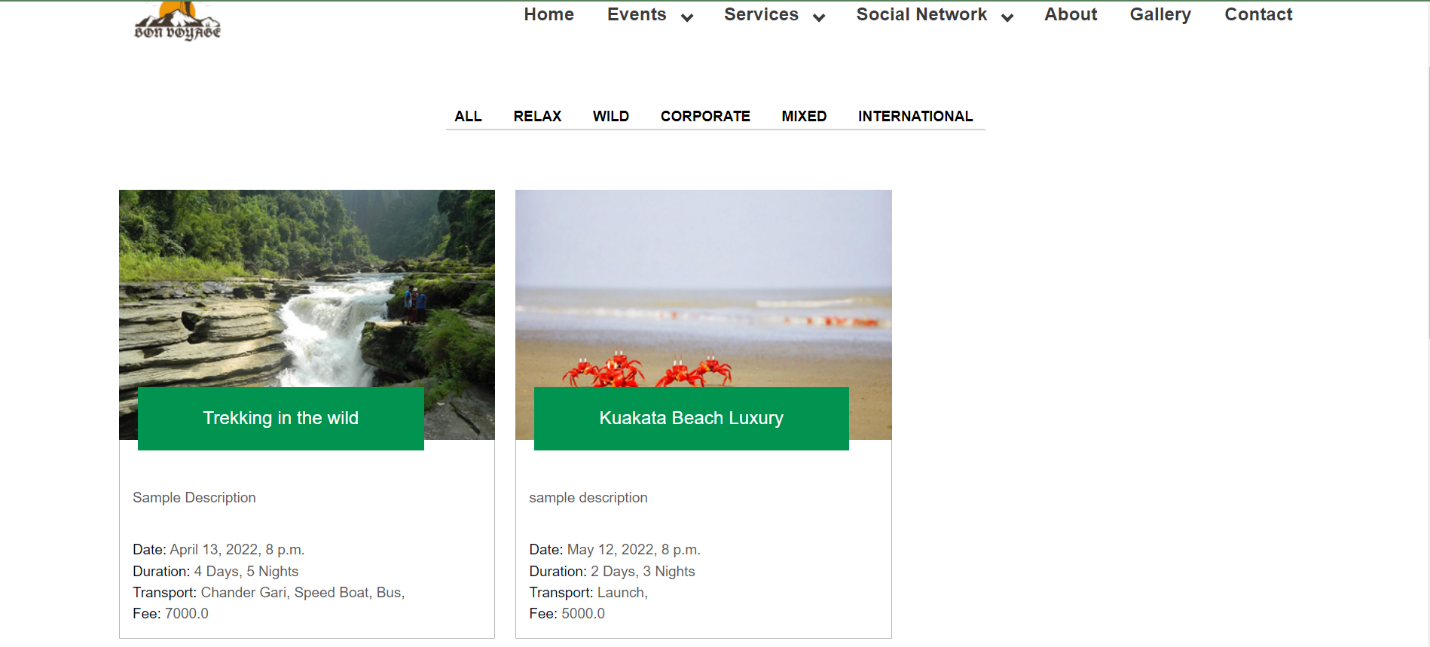 BON VOYAGE
Home Events Services Social Network About Gallery Contact
ALL RELAX WILD CORPORATE MIXED INTERNATIONAL
Trekking in the wild
Sample Description
Date: April 13, 2022, 8 p.m.
Duration: 4 Days, 5 Nights
Transport: Chander Gari, Speed Boat, Bus,
Fee: 7000.0
Kuakata Beach Luxury
sample description
Date: May 12, 2022, 8 p.m.
Duration: 2 Days, 3 Nights
Transport: Launch,
Fee: 5000.0